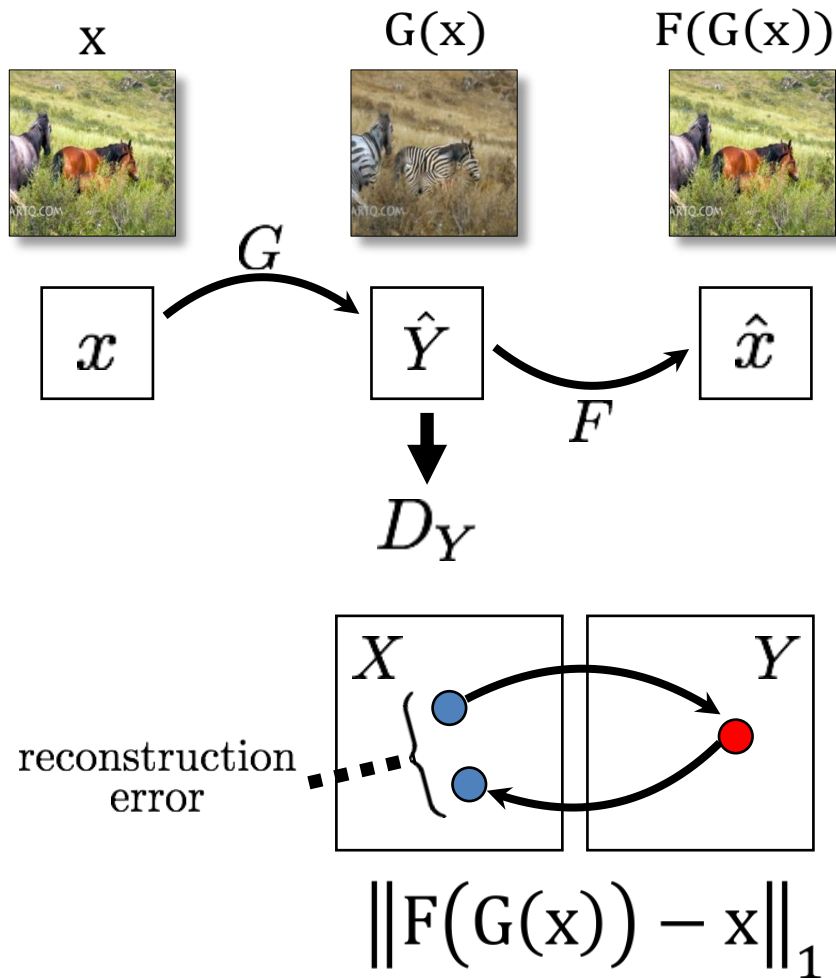 x G(x) F(G(x))
ARTQ.COM ARTQ.COM ARTQ.COM
G
x Ŷ x̂
F
D_Y
X Y
reconstruction
error
‖F(G(x)) − x‖₁